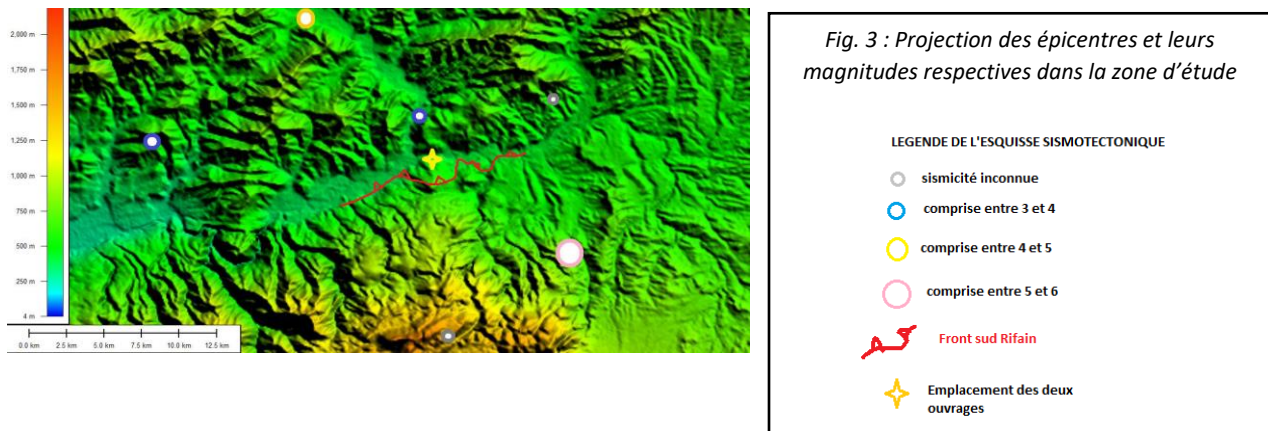 2,000 m
1,750 m
1,500 m
1,250 m
1,000 m
750 m
500 m
250 m
4 m
0.0 km 2.5 km 5.0 km 7.5 km 10.0 km 12.5 km
Fig. 3 : Projection des épicentres et leurs
magnitudes respectives dans la zone d’étude
LEGENDE DE L'ESQUISSE SISMOTECTONIQUE
sismicité inconnue
comprise entre 3 et 4
comprise entre 4 et 5
comprise entre 5 et 6
Front sud Rifain
Emplacement des deux
ouvrages